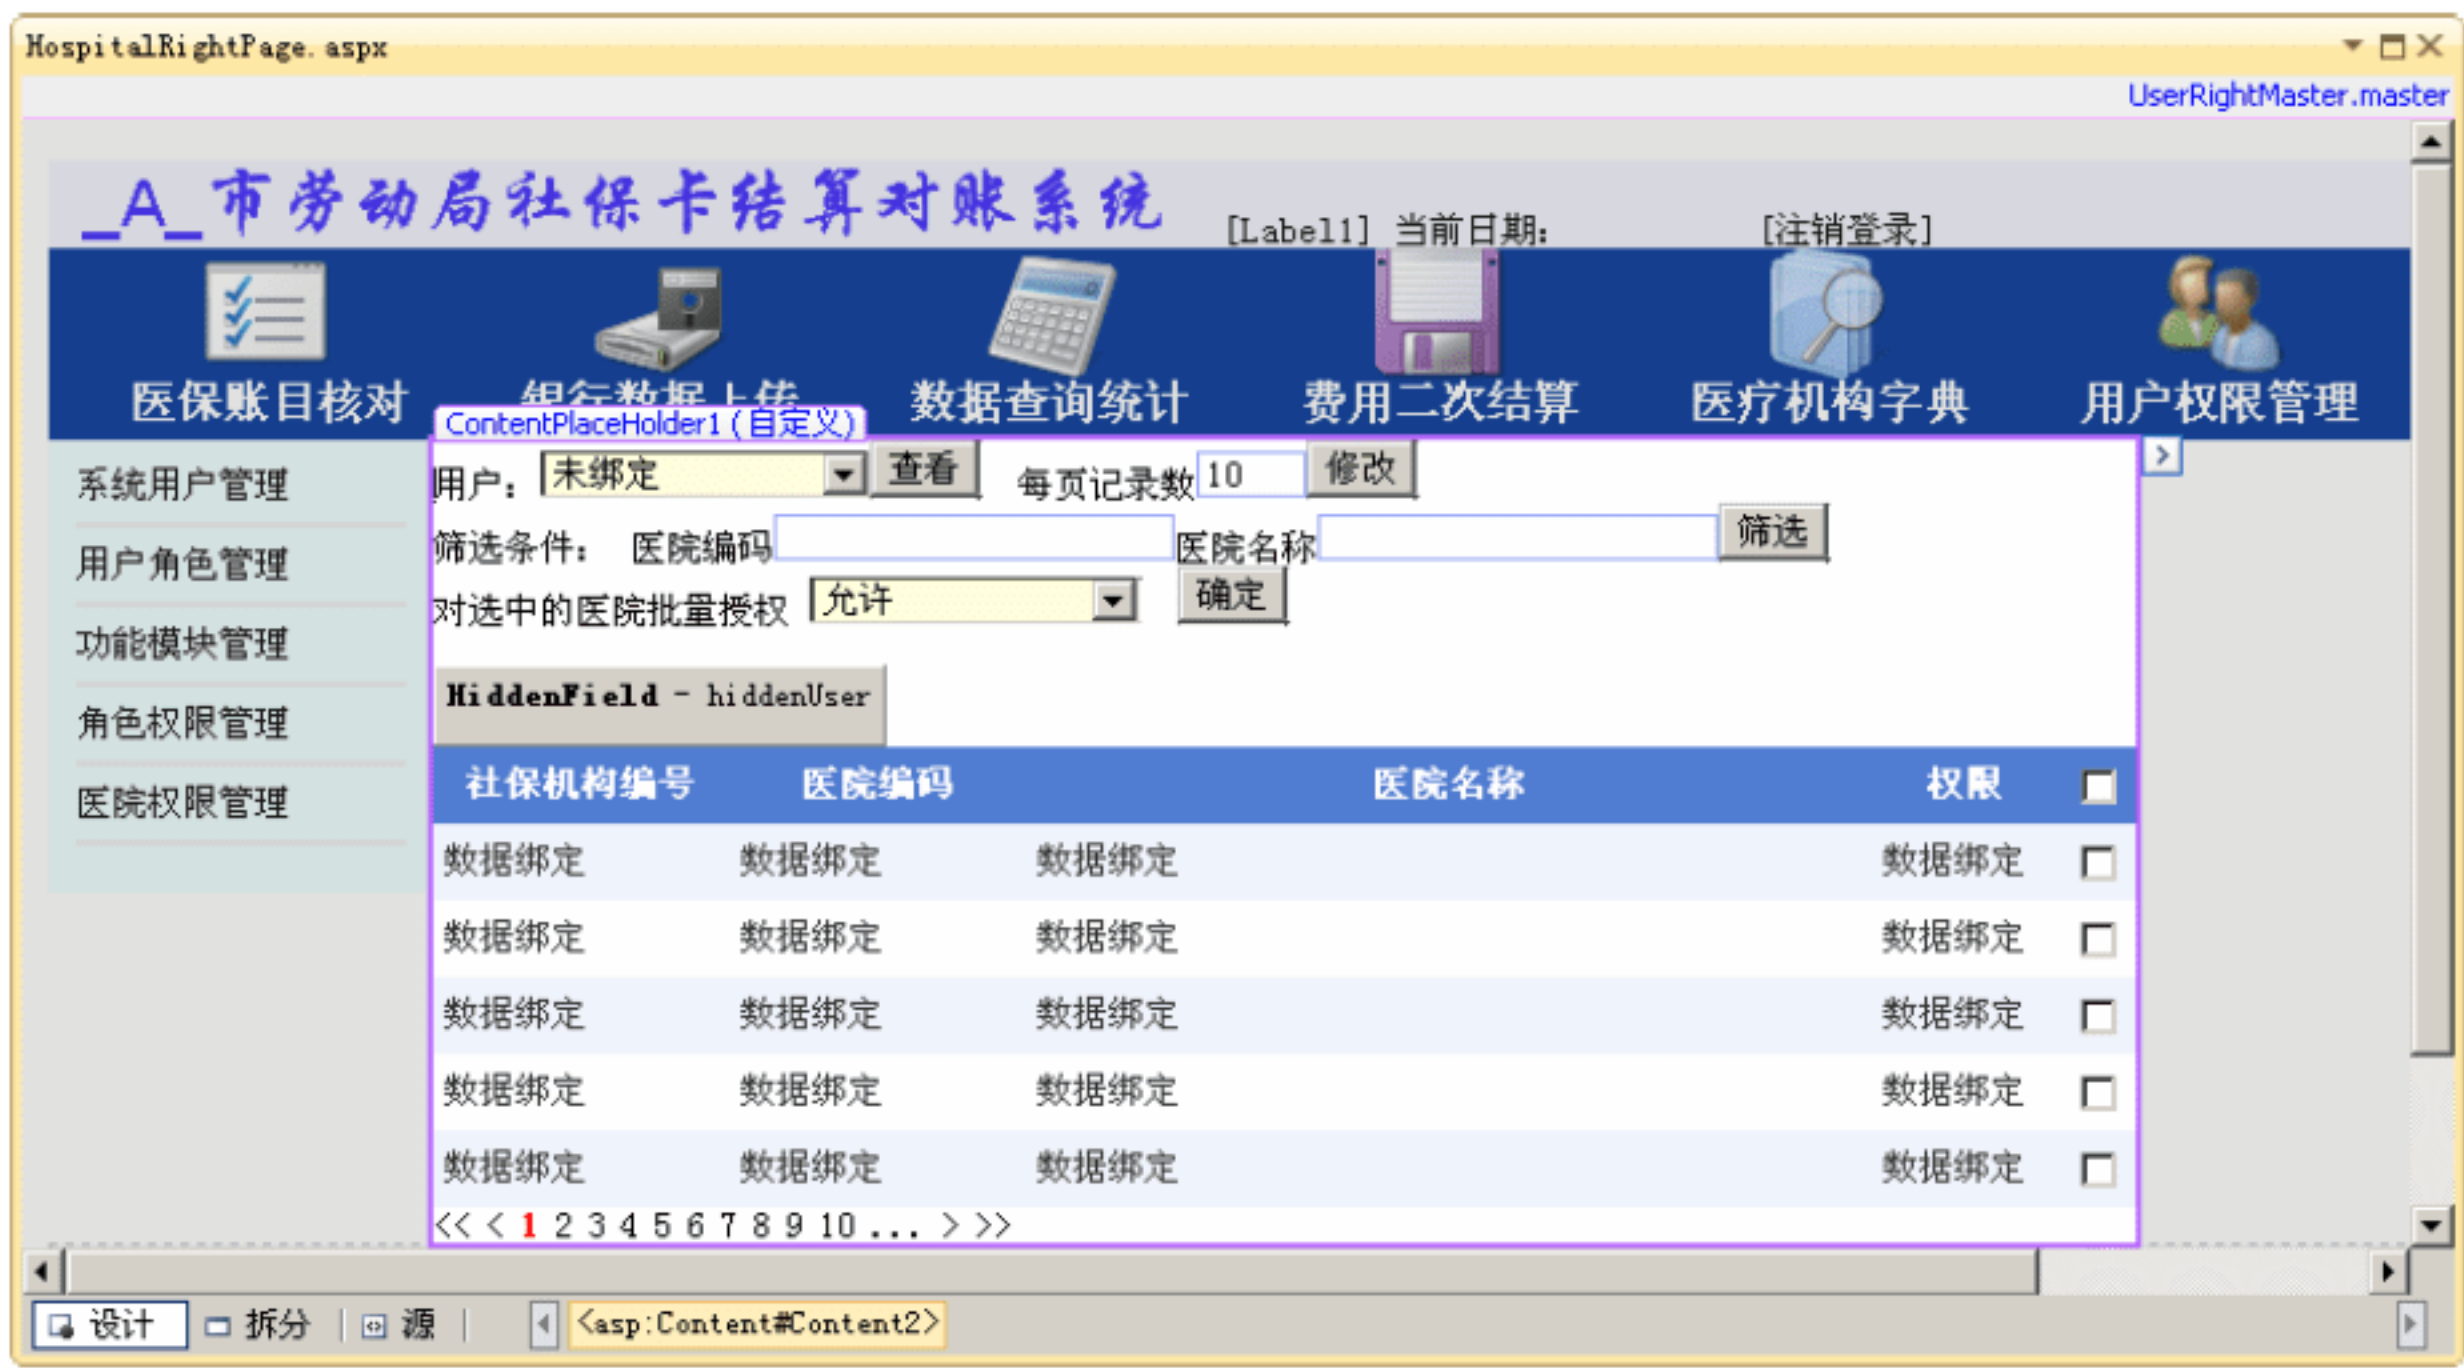 HospitalRightPage.aspx
UserRightMaster.master
_A_市劳动局社保卡结算对账系统 [Label1] 当前日期: [注销登录]
医保账目核对 银行数据上传 数据查询统计 费用二次结算 医疗机构字典 用户权限管理
ContentPlaceHolder1 (自定义)
系统用户管理
用户角色管理
功能模块管理
角色权限管理
医院权限管理
用户: 未绑定 查看 每页记录数 10 修改
筛选条件: 医院编码 医院名称 筛选
对选中的医院批量授权 允许 确定
HiddenField - hiddenUser
社保机构编号 医院编码 医院名称 权限
数据绑定 数据绑定 数据绑定 数据绑定
数据绑定 数据绑定 数据绑定 数据绑定
数据绑定 数据绑定 数据绑定 数据绑定
数据绑定 数据绑定 数据绑定 数据绑定
数据绑定 数据绑定 数据绑定 数据绑定
<< < 1 2 3 4 5 6 7 8 9 10 ... > >>
设计 拆分 源 <asp:Content#Content2>